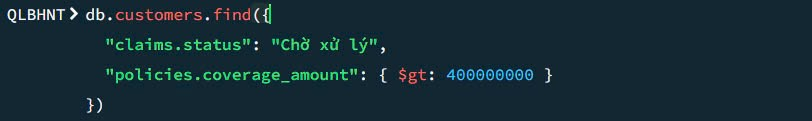 QLBHNT> db.customers.find({
"claims.status": "Chờ xử lý",
"policies.coverage_amount": { $gt: 400000000 }
})